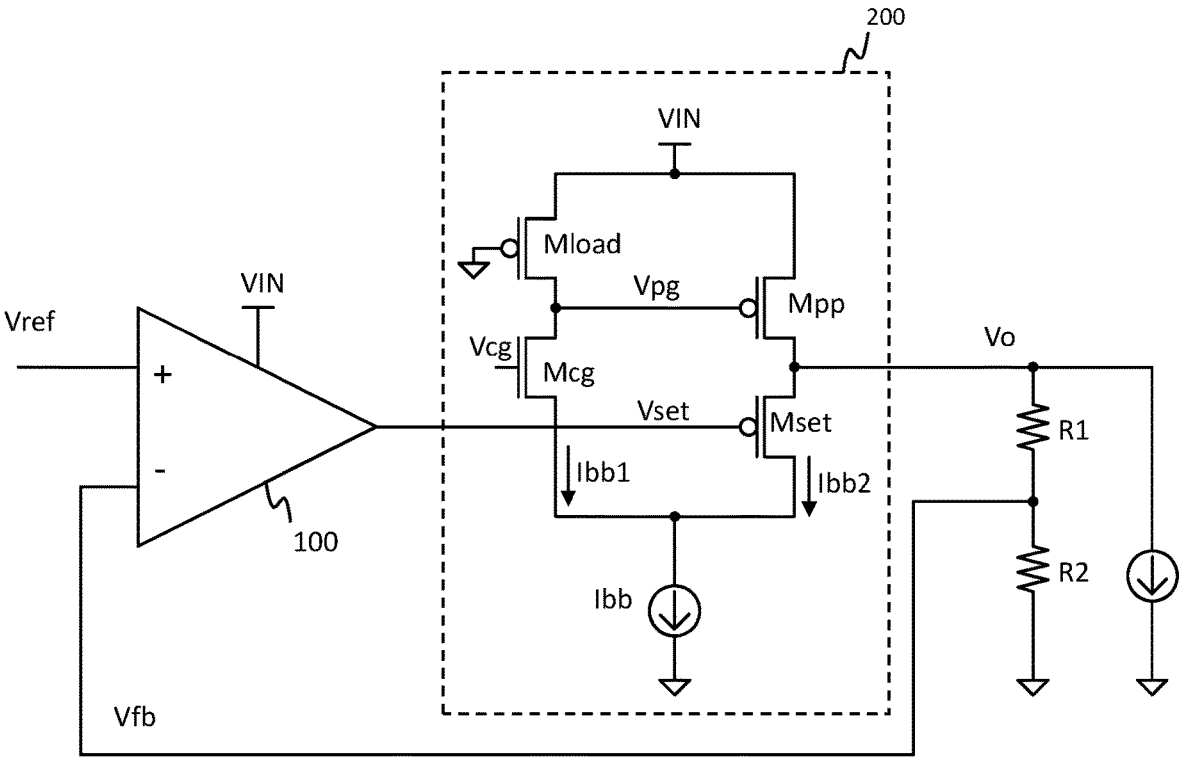 200
VIN
Mload
VIN
Vpg
Mpp
Vref
Vo
Vcg
+
Mcg
Vset
Mset
R1
-
Ibb1
Ibb2
100
R2
Ibb
Vfb